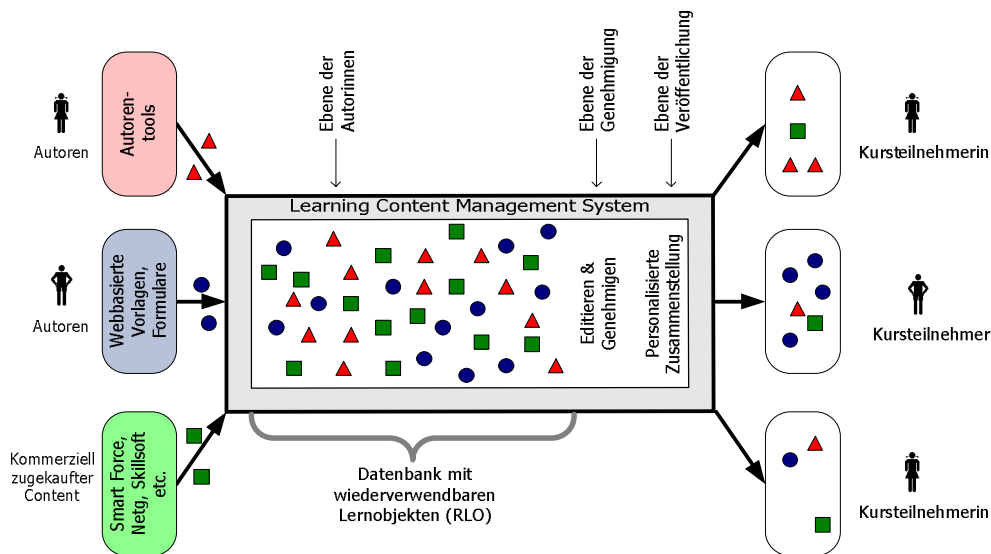 Autoren
Autoren-
tools
Ebene der
Autorinnen
Ebene der
Genehmigung
Ebene der
Veröffentlichung
Kursteilnehmerin
Learning Content Management System
Autoren
Webbasierte
Vorlagen,
Formulare
Editieren &
Genehmigen
Personalisierte
Zusammenstellung
Kursteilnehmer
Kommerziell
zugekaufter
Content
Smart Force,
Netg, Skillsoft
etc.
Datenbank mit
wiederverwendbaren
Lernobjekten (RLO)
Kursteilnehmerin